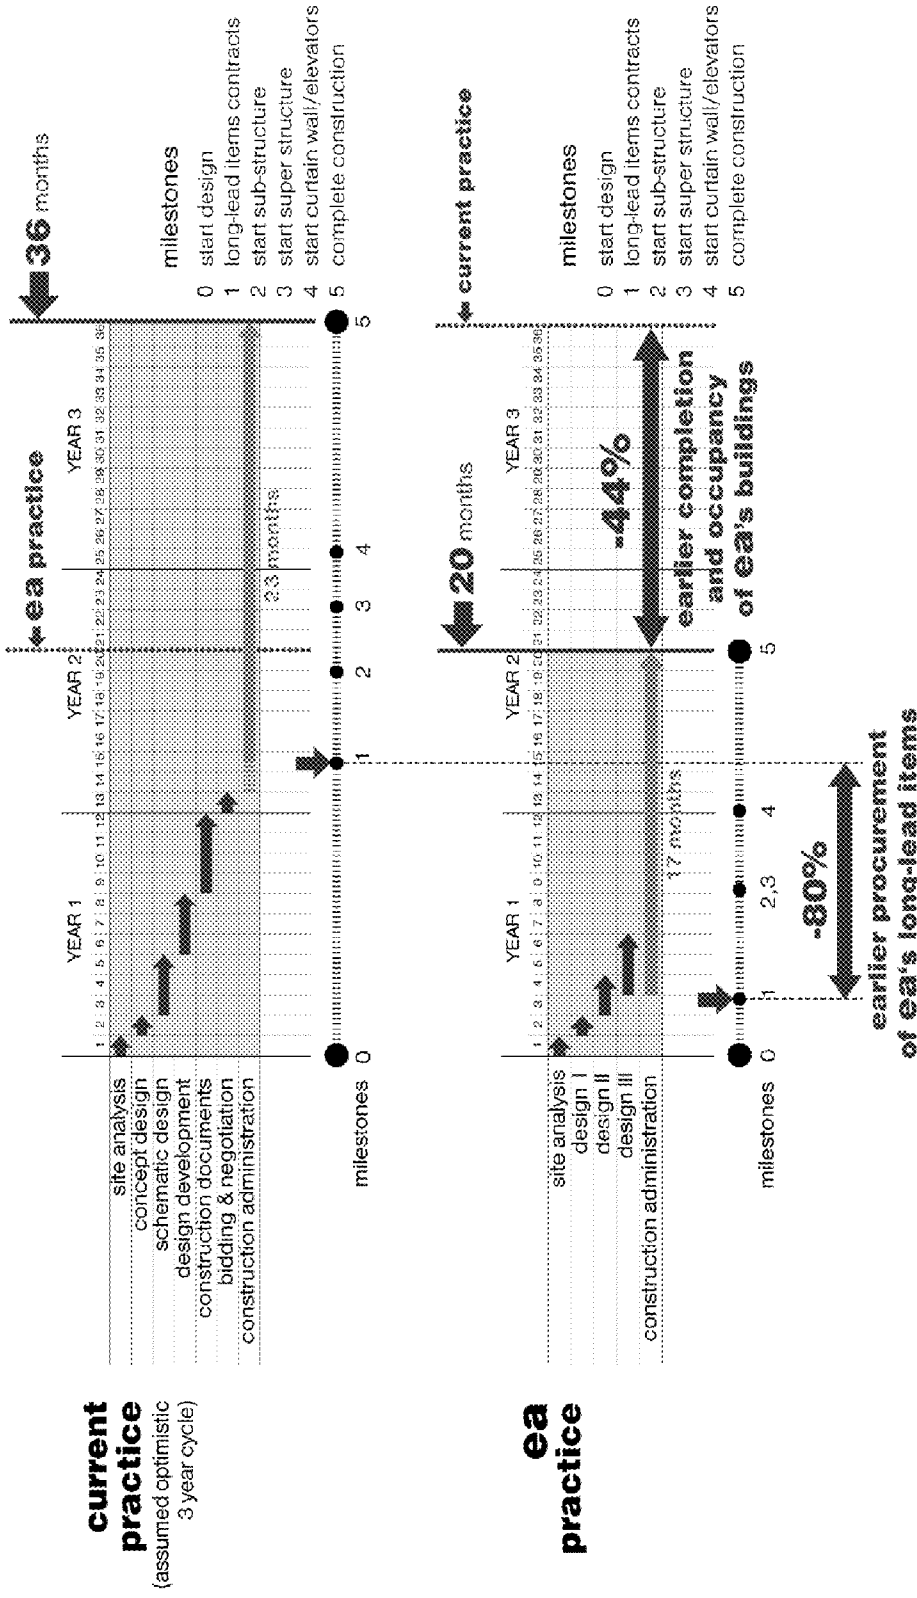 current
practice
(assumed optimistic
3 year cycle)
ea practice
36 months
YEAR 1
YEAR 2
YEAR 3
1 2 3 4 5 6 7 8 9 10 11 12 13 14 15 16 17 18 19 20 21 22 23 24 25 26 27 28 29 30 31 32 33 34 35 36
site analysis
concept design
schematic design
design development
construction documents
bidding & negotiation
construction administration
23 months
milestones
0 1 2 3 4 5
milestones
0 start design
1 long-lead items contracts
2 start sub-structure
3 start super structure
4 start curtain wall/elevators
5 complete construction
ea
practice
20 months
current practice
YEAR 1
YEAR 2
YEAR 3
1 2 3 4 5 6 7 8 9 10 11 12 13 14 15 16 17 18 19 20 21 22 23 24 25 26 27 28 29 30 31 32 33 34 35 36
site analysis
design I
design II
design III
construction administration
17 months
-44%
earlier completion
and occupancy
of ea's buildings
milestones
0 1 2,3 4 5
-80%
earlier procurement
of ea's long-lead items
milestones
0 start design
1 long-lead items contracts
2 start sub-structure
3 start super structure
4 start curtain wall/elevators
5 complete construction